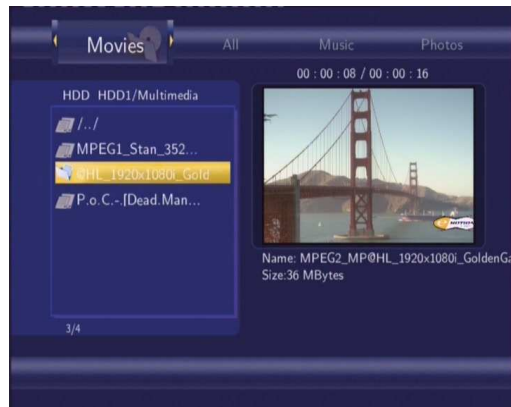 Movies All Music Photos
00 : 00 : 08 / 00 : 00 : 16
HDD HDD1/Multimedia
/../
MPEG1_Stan_352...
@HL_1920x1080i_Gold
P.o.C.-.[Dead.Man...
Name: MPEG2_MP@HL_1920x1080i_GoldenGa
Size:36 MBytes
3/4